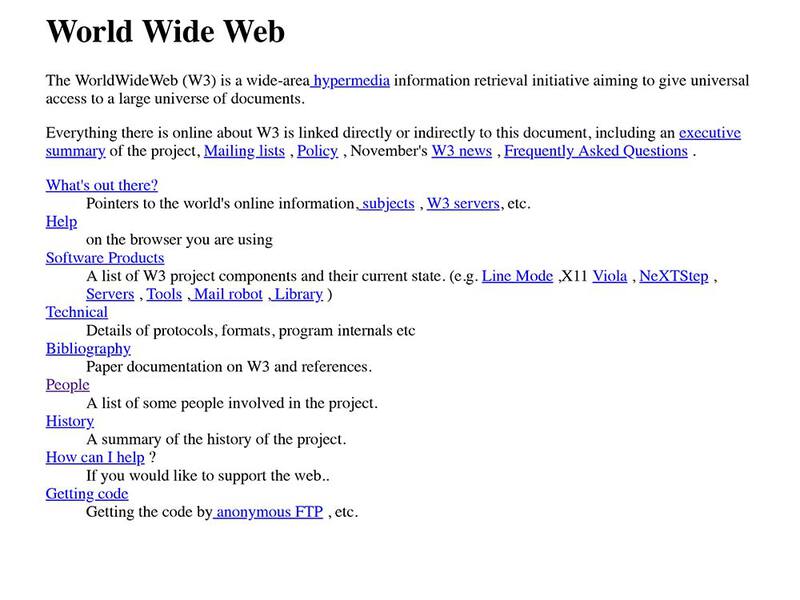 World Wide Web
The WorldWideWeb (W3) is a wide-area hypermedia information retrieval initiative aiming to give universal
access to a large universe of documents.
Everything there is online about W3 is linked directly or indirectly to this document, including an executive
summary of the project, Mailing lists , Policy , November's W3 news , Frequently Asked Questions .
What's out there?
Pointers to the world's online information, subjects , W3 servers, etc.
Help
on the browser you are using
Software Products
A list of W3 project components and their current state. (e.g. Line Mode ,X11 Viola , NeXTStep ,
Servers , Tools , Mail robot , Library )
Technical
Details of protocols, formats, program internals etc
Bibliography
Paper documentation on W3 and references.
People
A list of some people involved in the project.
History
A summary of the history of the project.
How can I help ?
If you would like to support the web..
Getting code
Getting the code by anonymous FTP , etc.